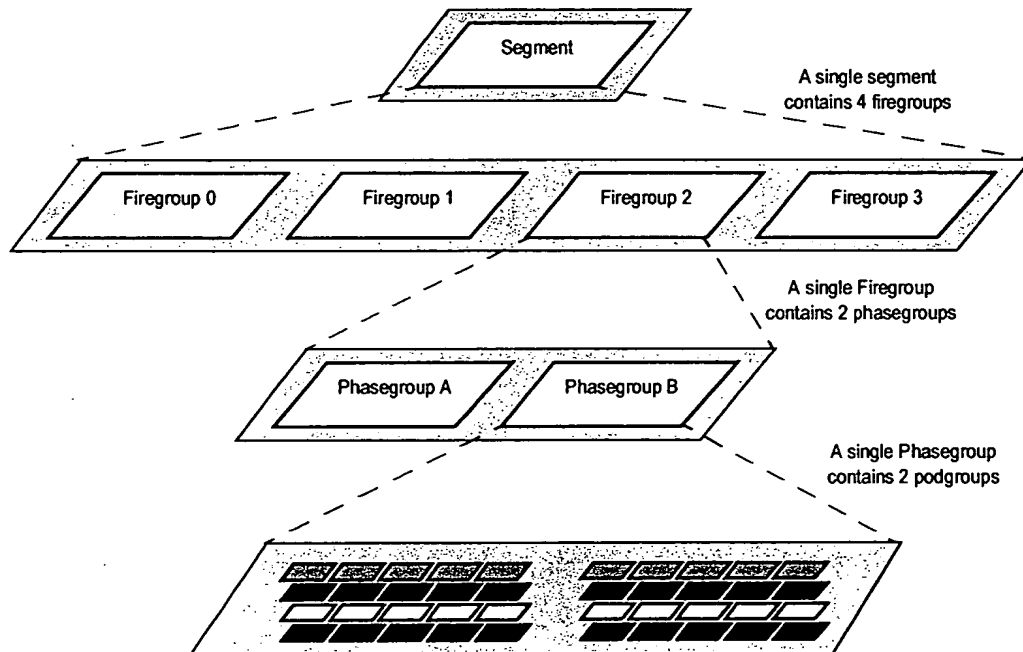 Segment
A single segment
contains 4 firegroups
Firegroup 0
Firegroup 1
Firegroup 2
Firegroup 3
A single Firegroup
contains 2 phasegroups
Phasegroup A
Phasegroup B
A single Phasegroup
contains 2 podgroups